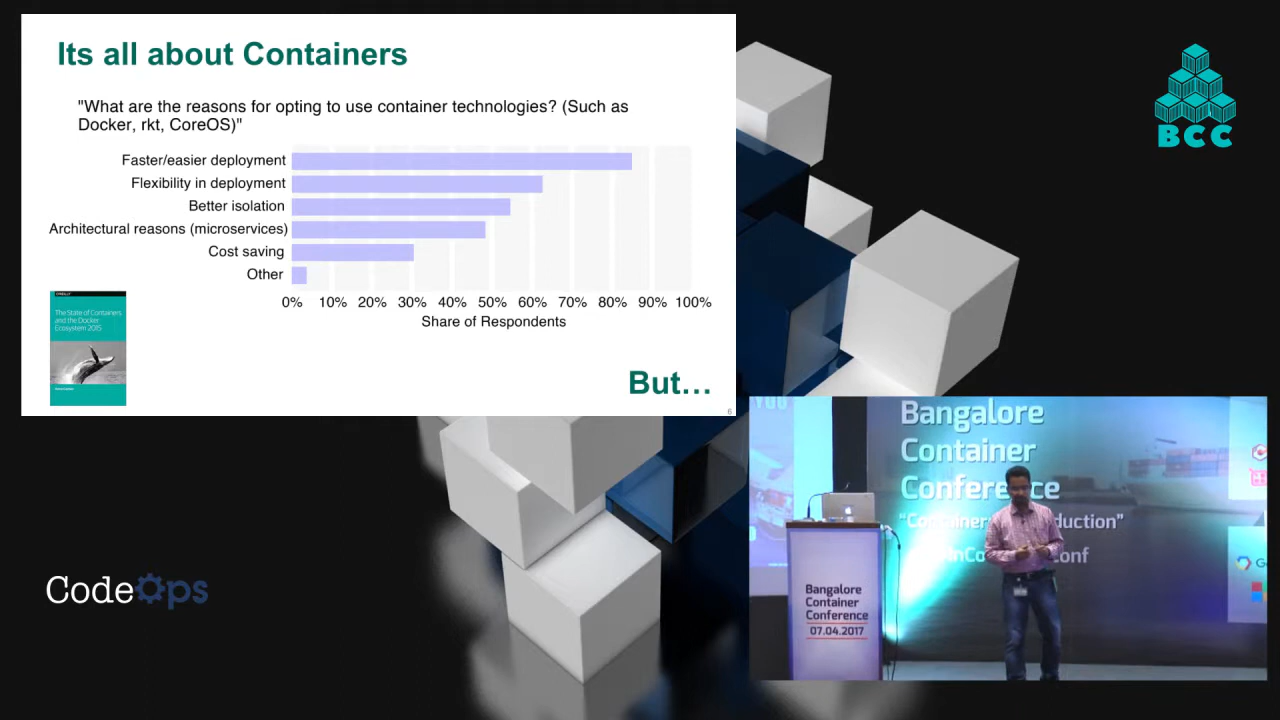 Its all about Containers
"What are the reasons for opting to use container technologies? (Such as
Docker, rkt, CoreOS)"
Faster/easier deployment
Flexibility in deployment
Better isolation
Architectural reasons (microservices)
Cost saving
Other
0% 10% 20% 30% 40% 50% 60% 70% 80% 90% 100%
Share of Respondents
The State of Containers
and the Docker
Ecosystem 2015
But…
6
BCC
CodeOps
YOU
Bangalore
Container
Conference
Bangalore
Container
Conference
07.04.2017